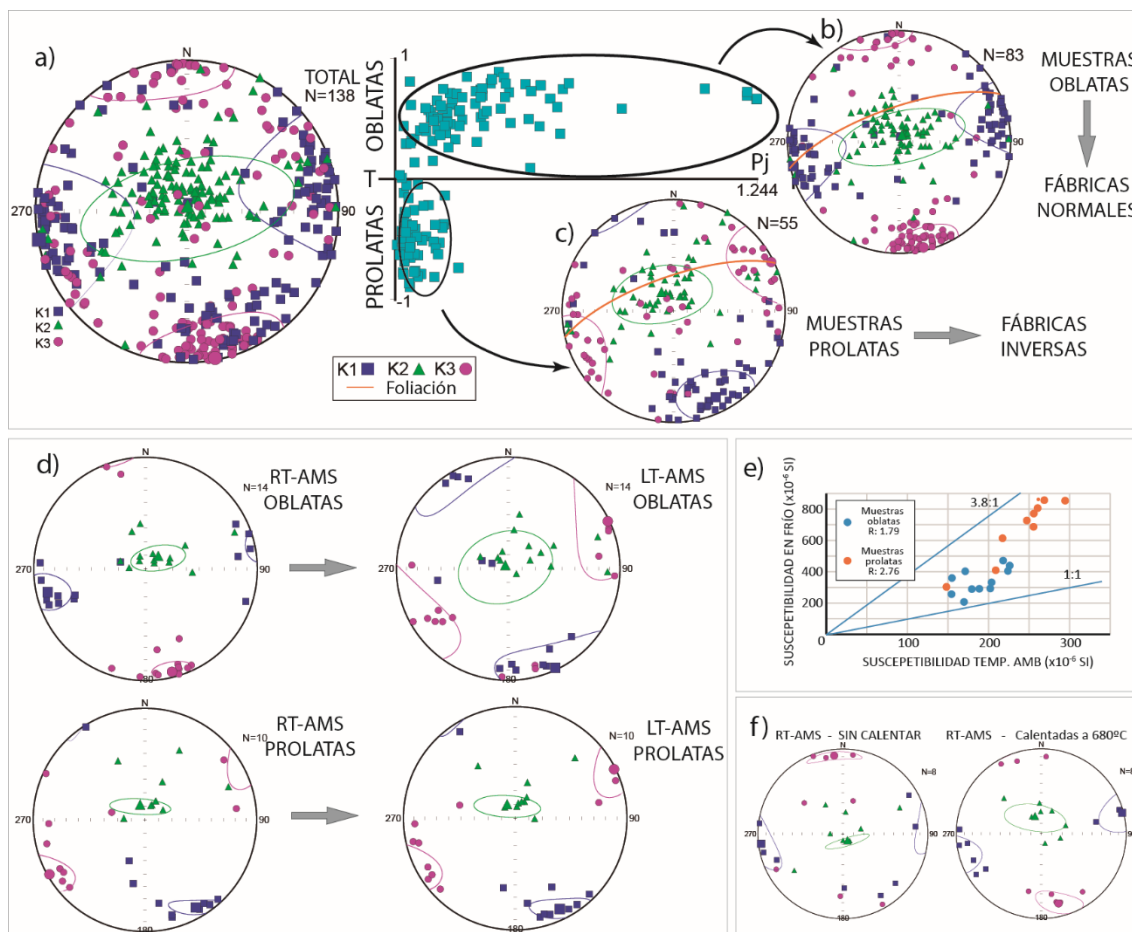 a)
N
TOTAL
N=138
270
90
K1
K2
K3
1
OBLATAS
T
Pj
1.244
PROLATAS
-1
b)
N
N=83
270
90
MUESTRAS
OBLATAS
FÁBRICAS
NORMALES
c)
N
N=55
270
90
MUESTRAS
PROLATAS
FÁBRICAS
INVERSAS
K1 K2 K3
Foliación
d)
N
RT-AMS
OBLATAS
N=14
270
90
180
N
LT-AMS
OBLATAS
N=14
270
90
180
N
RT-AMS
PROLATAS
N=10
270
90
180
N
LT-AMS
PROLATAS
N=10
270
90
180
e)
SUSCEPETIBILIDAD EN FRÍO (x10-6 SI)
800
600
400
200
0
100
200
300
3.8:1
1:1
Muestras
oblatas
R: 1.79
Muestras
prolatas
R: 2.76
SUSCEPETIBILIDAD TEMP. AMB (x10-6 SI)
f)
RT-AMS - SIN CALENTAR
N
N=8
270
90
180
RT-AMS - Calentadas a 680ºC
N
270
90
180